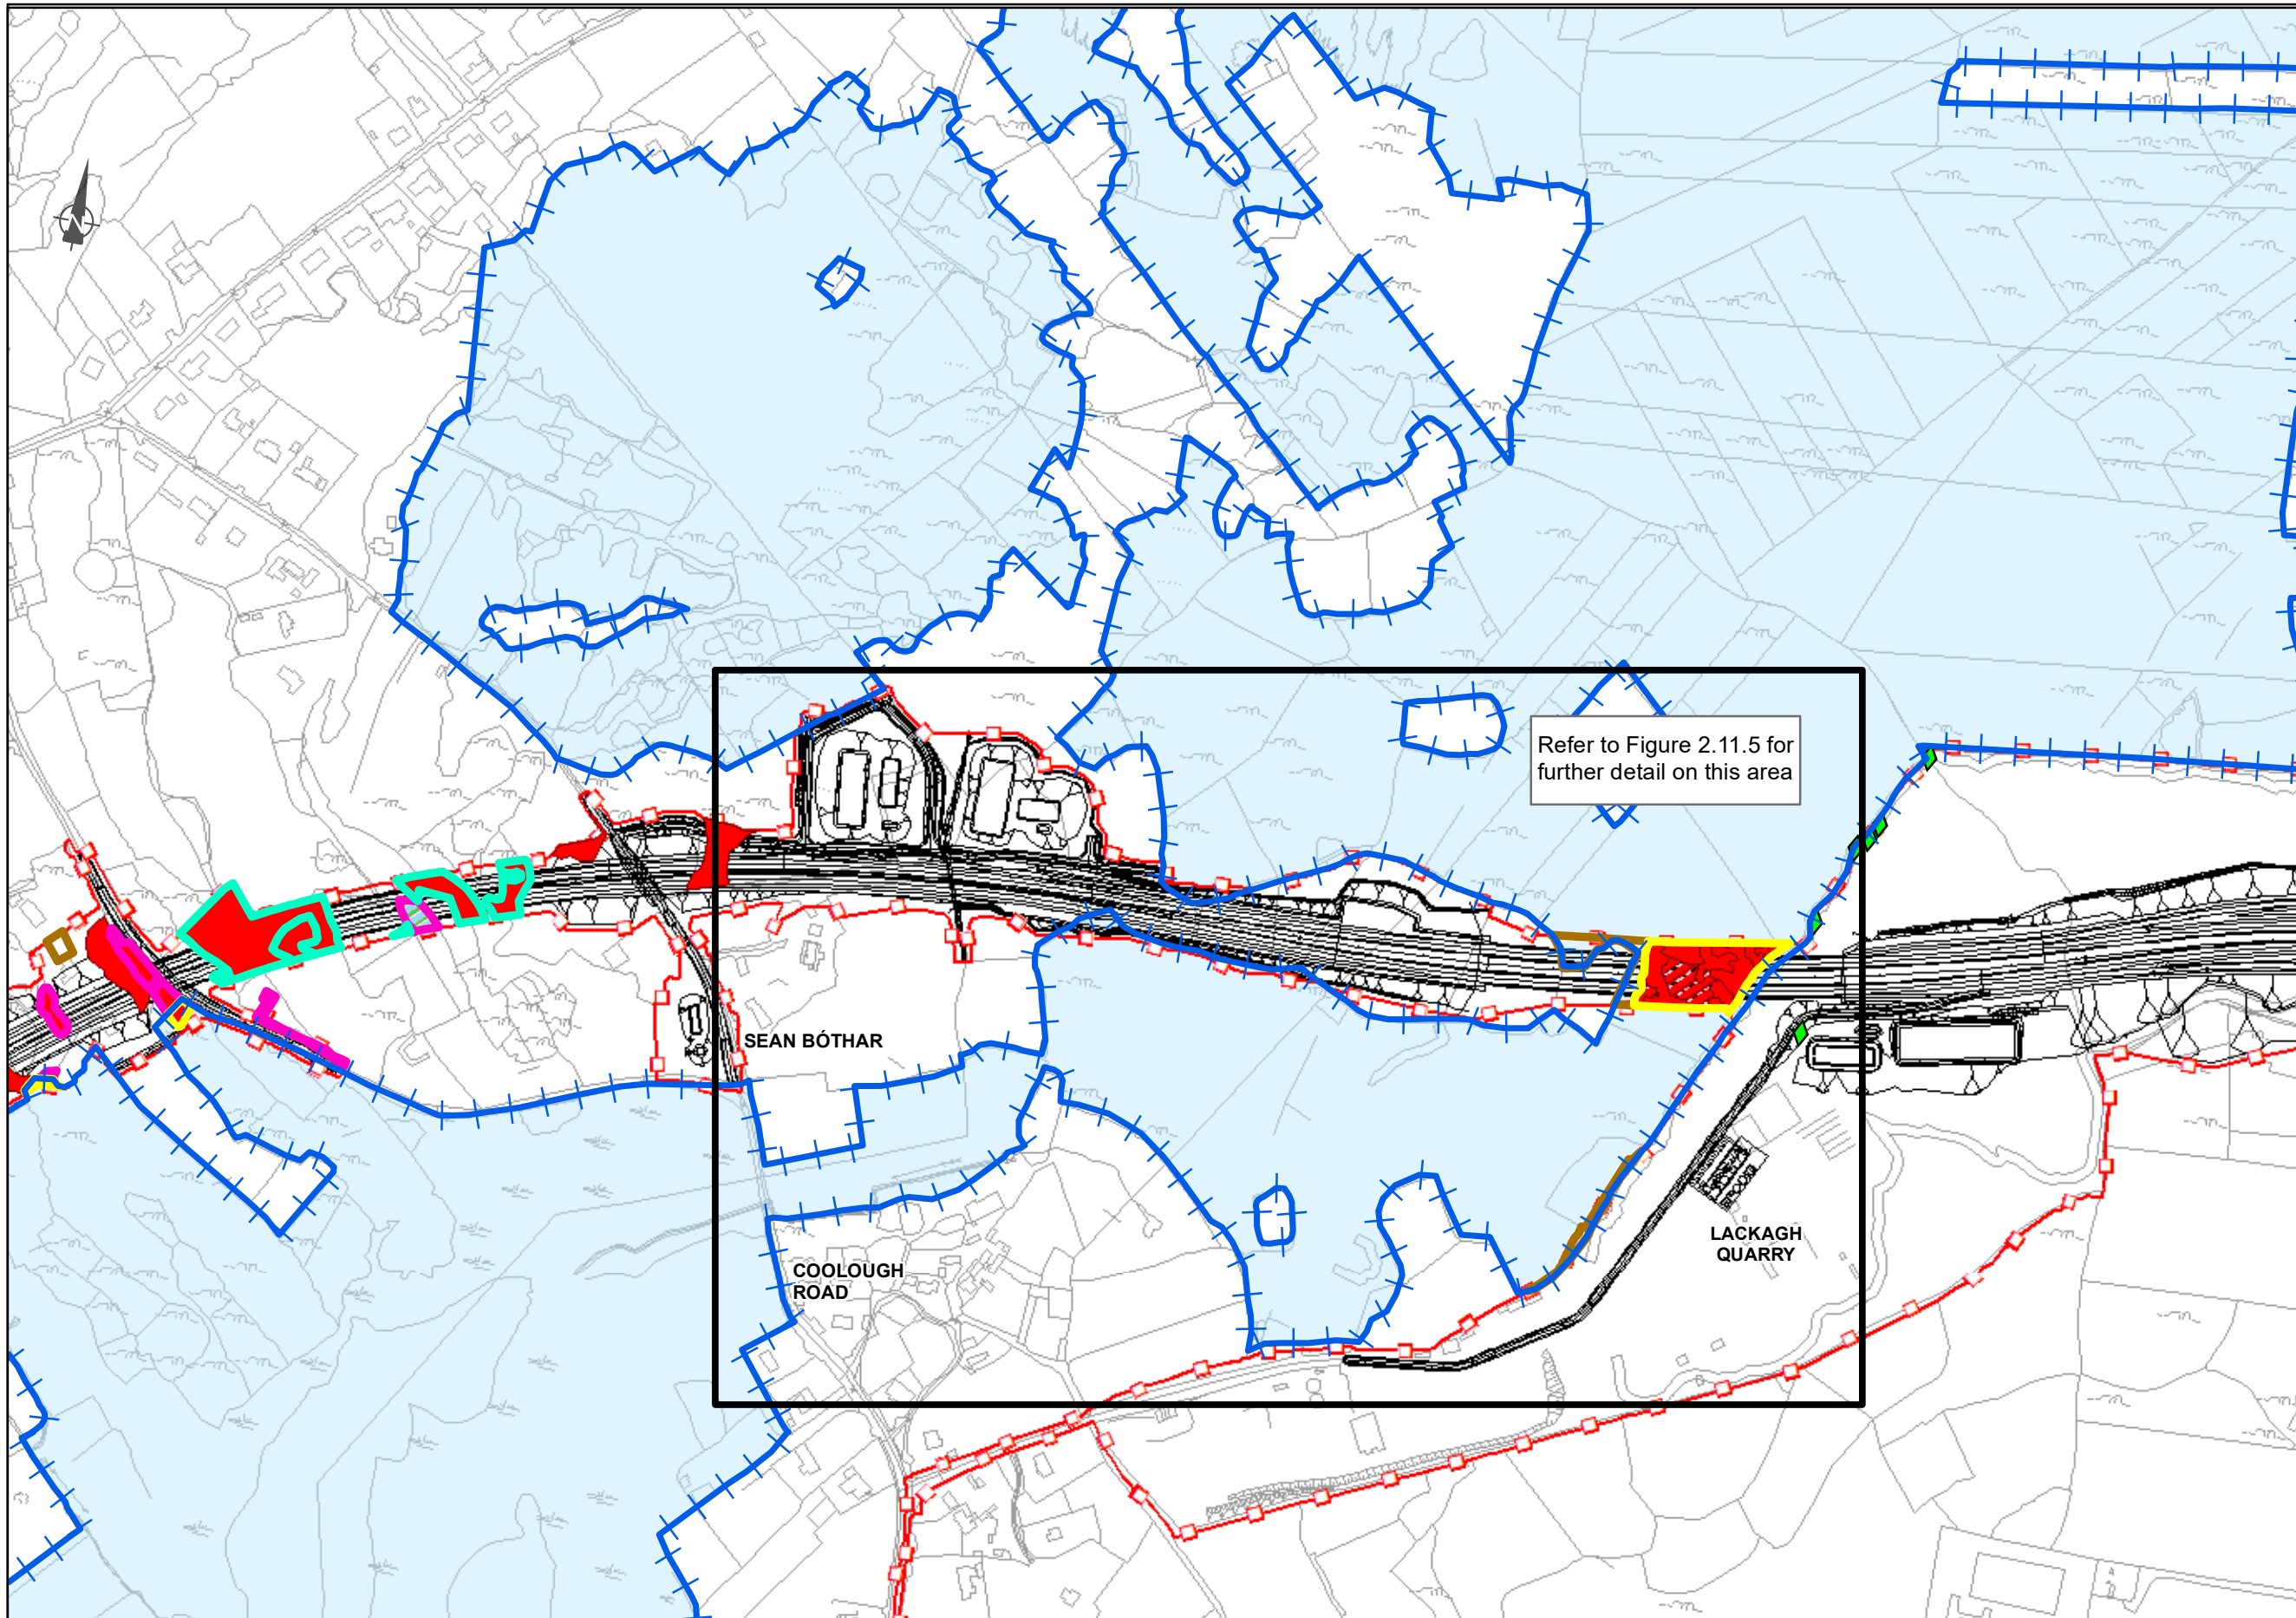 N
Refer to Figure 2.11.5 for
further detail on this area
SEAN BÓTHAR
LACKAGH
QUARRY
COOLOUGH
ROAD